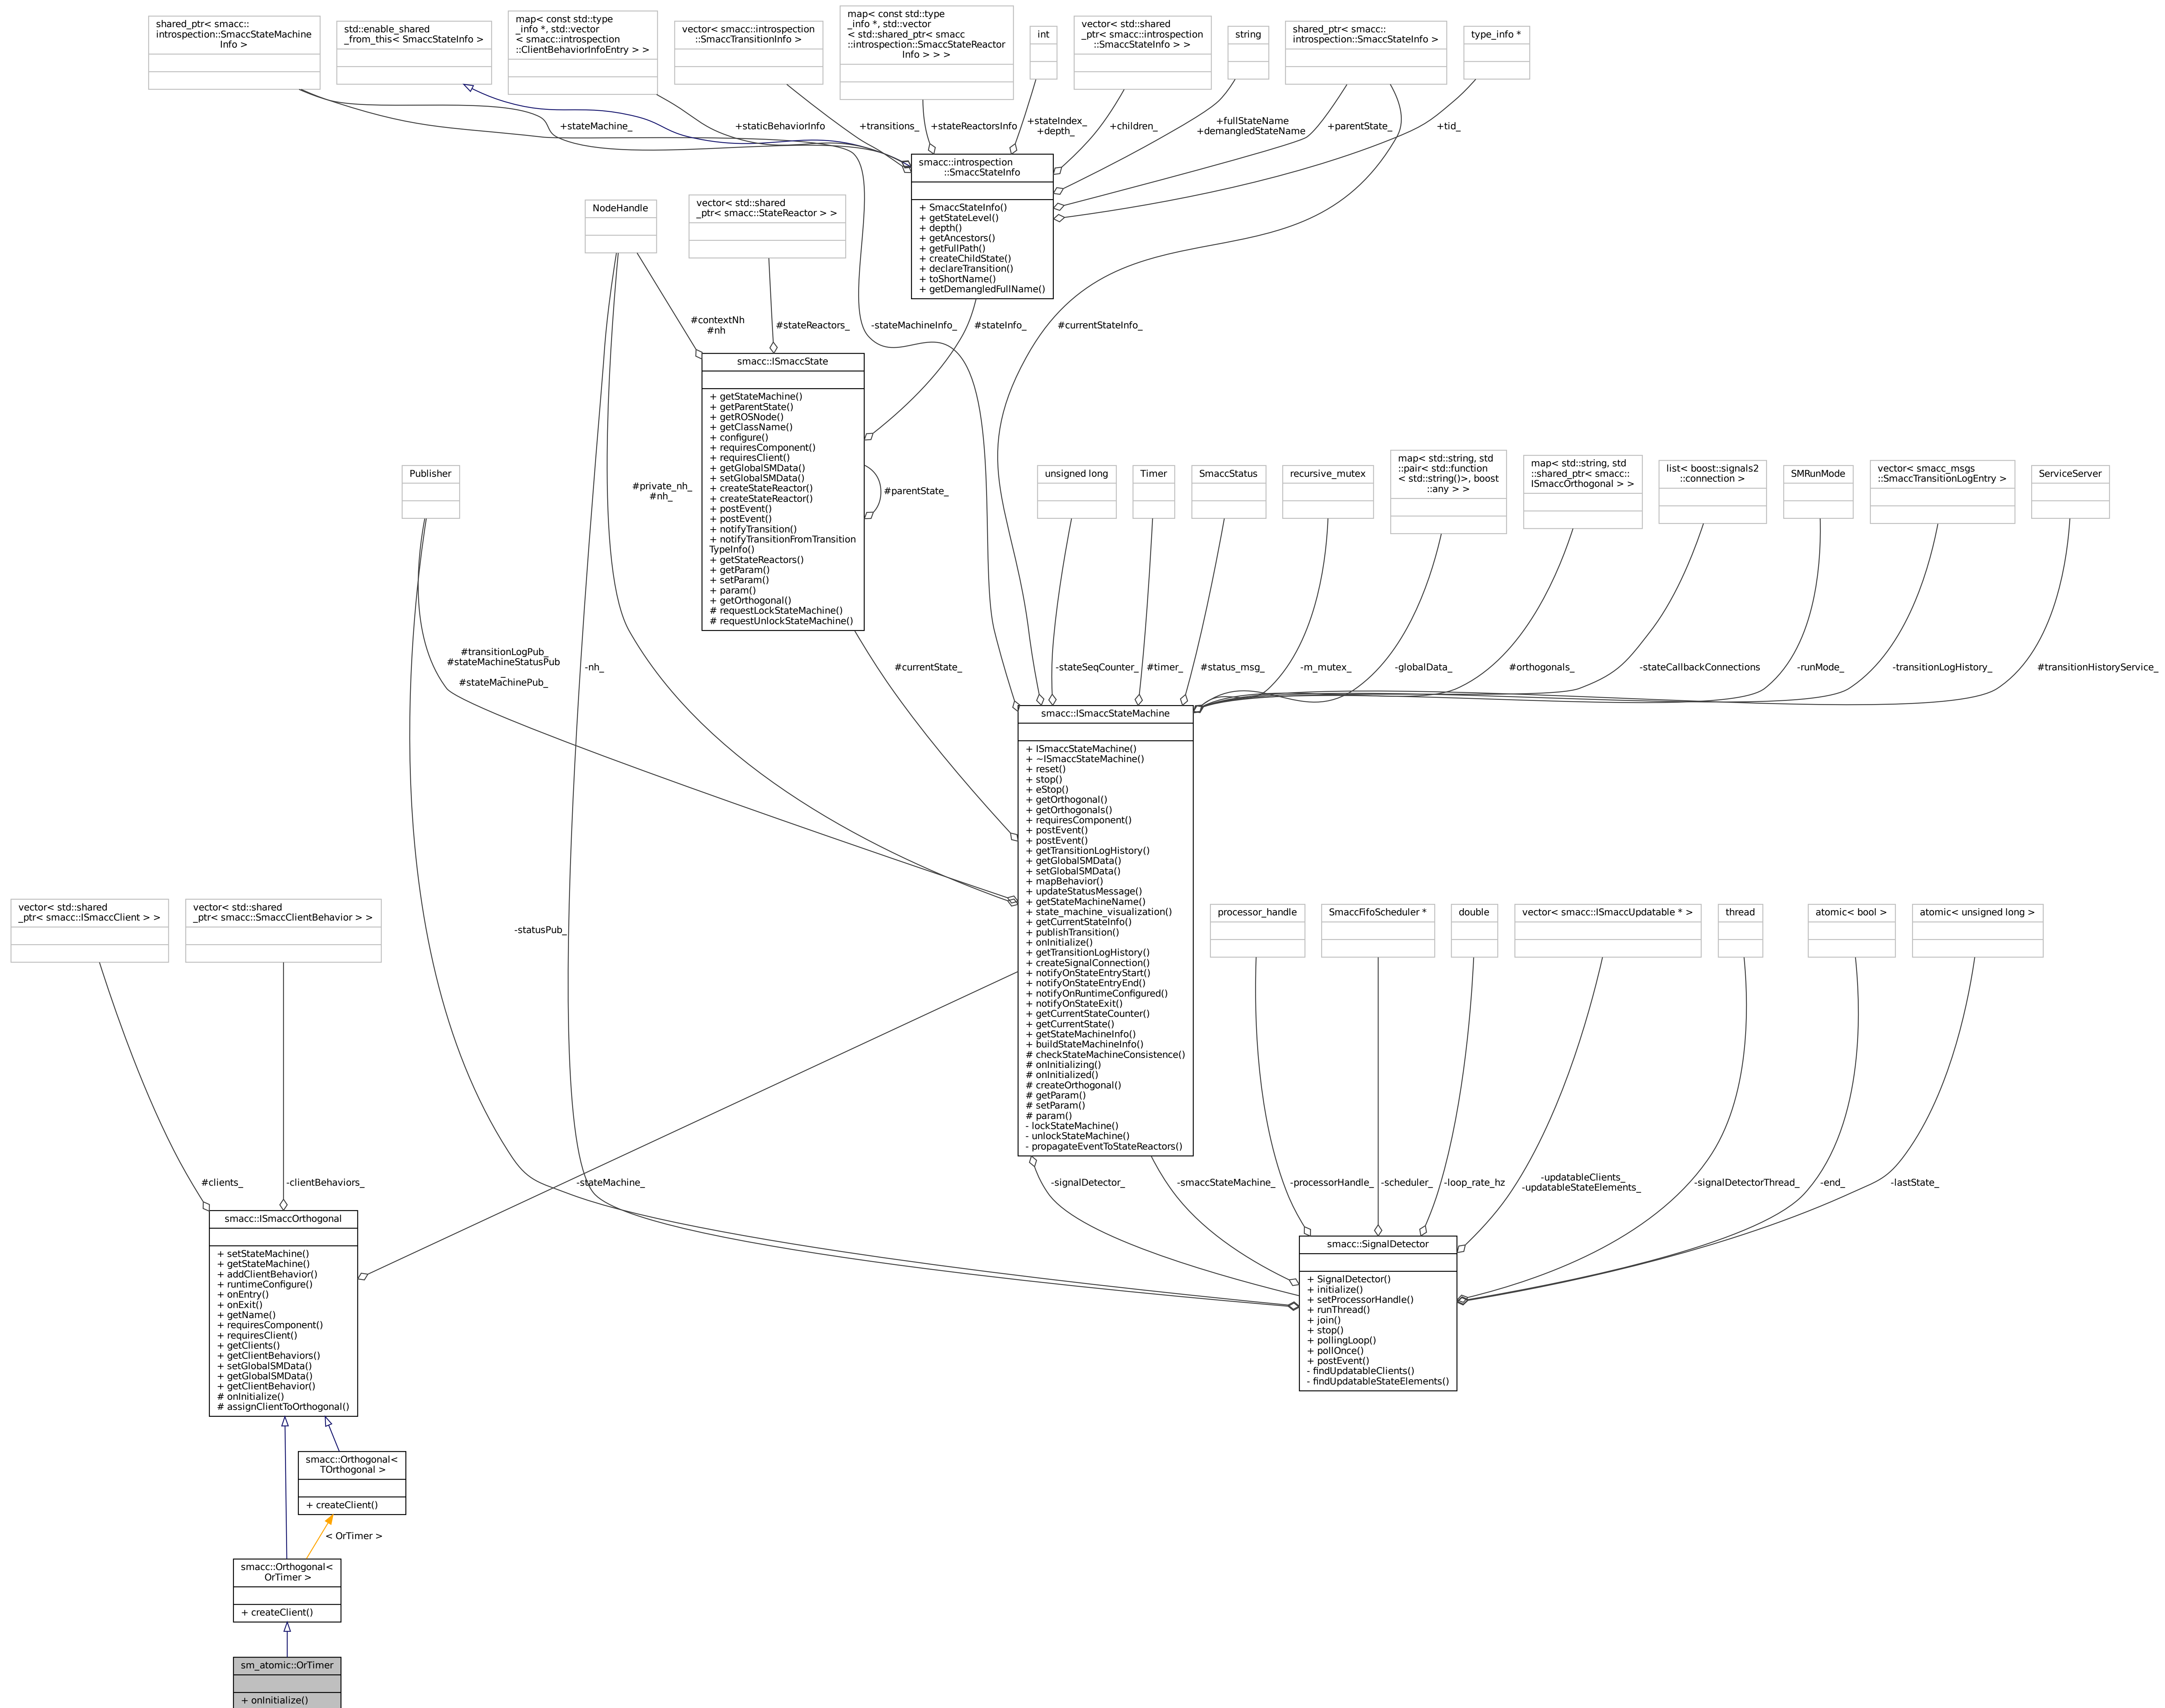 shared_ptr< smacc::
introspection::SmaccStateMachine
Info >
std::enable_shared
_from_this< SmaccStateInfo >
map< const std::type
_info *, std::vector
< smacc::introspection
::ClientBehaviorInfoEntry > >
vector< smacc::introspection
::SmaccTransitionInfo >
map< const std::type
_info *, std::vector
< std::shared_ptr< smacc
::introspection::SmaccStateReactor
Info > > >
int
vector< std::shared
_ptr< smacc::introspection
::SmaccStateInfo > >
string
shared_ptr< smacc::
introspection::SmaccStateInfo >
type_info *
+stateMachine_
+staticBehaviorInfo
+transitions_
+stateReactorsInfo
+stateIndex_
+depth_
+children_
+fullStateName
+demangledStateName
+parentState_
+tid_
smacc::introspection
::SmaccStateInfo
+ SmaccStateInfo()
+ getStateLevel()
+ depth()
+ getAncestors()
+ getFullPath()
+ createChildState()
+ declareTransition()
+ toShortName()
+ getDemangledFullName()
NodeHandle
vector< std::shared
_ptr< smacc::StateReactor > >
#contextNh
#nh
#stateReactors_
-stateMachineInfo_
#stateInfo_
#currentStateInfo_
smacc::ISmaccState
+ getStateMachine()
+ getParentState()
+ getROSNode()
+ getClassName()
+ configure()
+ requiresComponent()
+ requiresClient()
+ getGlobalSMData()
+ setGlobalSMData()
+ createStateReactor()
+ createStateReactor()
+ postEvent()
+ postEvent()
+ notifyTransition()
+ notifyTransitionFromTransition
TypeInfo()
+ getStateReactors()
+ getParam()
+ setParam()
+ param()
+ getOrthogonal()
# requestLockStateMachine()
# requestUnlockStateMachine()
#parentState_
#private_nh_
#nh_
Publisher
unsigned long
Timer
SmaccStatus
recursive_mutex
map< std::string, std
::pair< std::function
< std::string()>, boost
::any > >
map< std::string, std
::shared_ptr< smacc::
ISmaccOrthogonal > >
list< boost::signals2
::connection >
SMRunMode
vector< smacc_msgs
::SmaccTransitionLogEntry >
ServiceServer
#transitionLogPub_
#stateMachineStatusPub
_
#stateMachinePub_
-nh_
#currentState_
-stateSeqCounter_
#timer_
#status_msg_
-m_mutex_
-globalData_
#orthogonals_
-stateCallbackConnections
-runMode_
-transitionLogHistory_
#transitionHistoryService_
smacc::ISmaccStateMachine
+ ISmaccStateMachine()
+ ~ISmaccStateMachine()
+ reset()
+ stop()
+ eStop()
+ getOrthogonal()
+ getOrthogonals()
+ requiresComponent()
+ postEvent()
+ postEvent()
+ getTransitionLogHistory()
+ getGlobalSMData()
+ setGlobalSMData()
+ mapBehavior()
+ updateStatusMessage()
+ getStateMachineName()
+ state_machine_visualization()
+ getCurrentStateInfo()
+ publishTransition()
+ onInitialize()
+ getTransitionLogHistory()
+ createSignalConnection()
+ notifyOnStateEntryStart()
+ notifyOnStateEntryEnd()
+ notifyOnRuntimeConfigured()
+ notifyOnStateExit()
+ getCurrentStateCounter()
+ getCurrentState()
+ getStateMachineInfo()
+ buildStateMachineInfo()
# checkStateMachineConsistence()
# onInitializing()
# onInitialized()
# createOrthogonal()
# getParam()
# setParam()
# param()
- lockStateMachine()
- unlockStateMachine()
- propagateEventToStateReactors()
vector< std::shared
_ptr< smacc::ISmaccClient > >
vector< std::shared
_ptr< smacc::SmaccClientBehavior > >
-statusPub_
processor_handle
SmaccFifoScheduler *
double
vector< smacc::ISmaccUpdatable * >
thread
atomic< bool >
atomic< unsigned long >
#clients_
-clientBehaviors_
-stateMachine_
-signalDetector_
-smaccStateMachine_
-processorHandle_
-scheduler_
-loop_rate_hz
-updatableClients_
-updatableStateElements_
-signalDetectorThread_
-end_
-lastState_
smacc::ISmaccOrthogonal
+ setStateMachine()
+ getStateMachine()
+ addClientBehavior()
+ runtimeConfigure()
+ onEntry()
+ onExit()
+ getName()
+ requiresComponent()
+ requiresClient()
+ getClients()
+ getClientBehaviors()
+ setGlobalSMData()
+ getGlobalSMData()
+ getClientBehavior()
# onInitialize()
# assignClientToOrthogonal()
smacc::SignalDetector
+ SignalDetector()
+ initialize()
+ setProcessorHandle()
+ runThread()
+ join()
+ stop()
+ pollingLoop()
+ pollOnce()
+ postEvent()
- findUpdatableClients()
- findUpdatableStateElements()
smacc::Orthogonal<
TOrthogonal >
+ createClient()
< OrTimer >
smacc::Orthogonal<
OrTimer >
+ createClient()
sm_atomic::OrTimer
+ onInitialize()